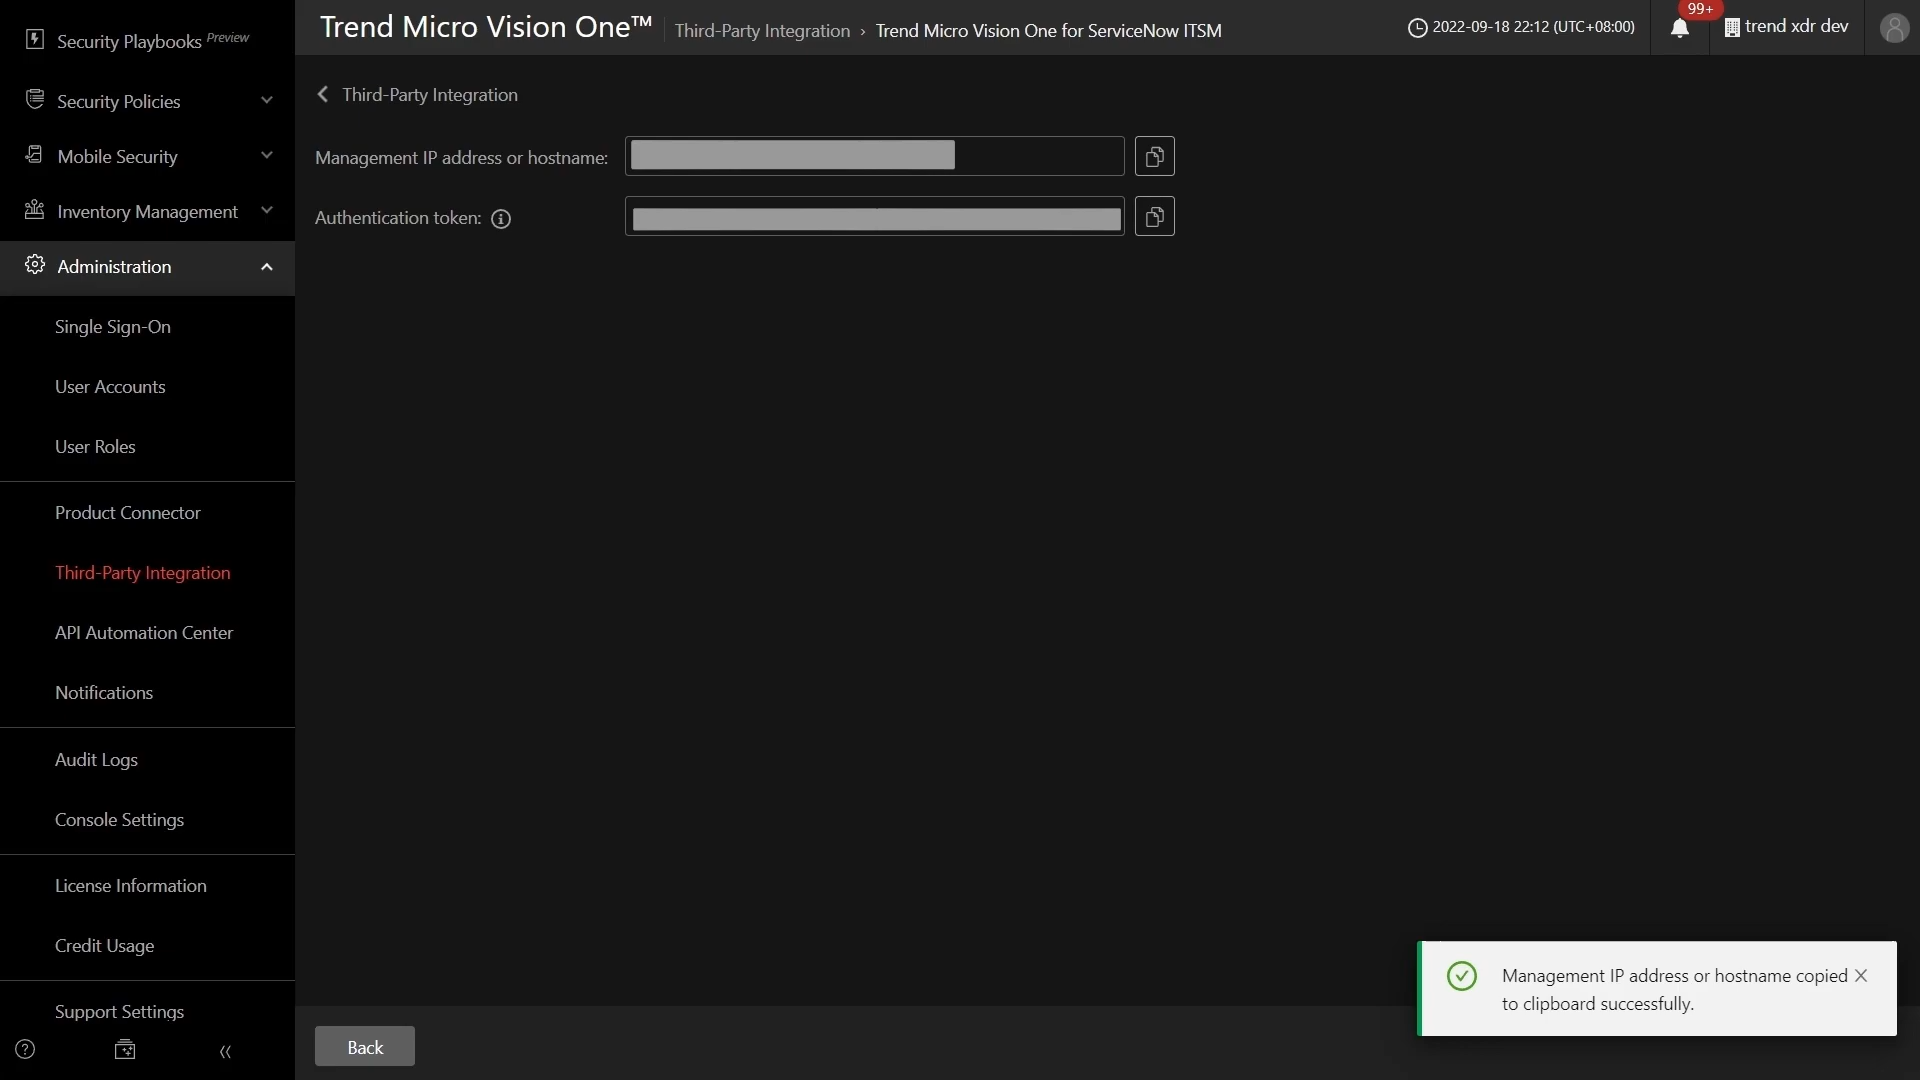 Security Playbooks Preview
Security Policies
Mobile Security
Inventory Management
Administration
Single Sign-On
User Accounts
User Roles
Product Connector
Third-Party Integration
API Automation Center
Notifications
Audit Logs
Console Settings
License Information
Credit Usage
Support Settings
Trend Micro Vision One™
Third-Party Integration › Trend Micro Vision One for ServiceNow ITSM
2022-09-18 22:12 (UTC+08:00)
99+
trend xdr dev
Third-Party Integration
Management IP address or hostname:
Authentication token:
Back
Management IP address or hostname copied
to clipboard successfully.